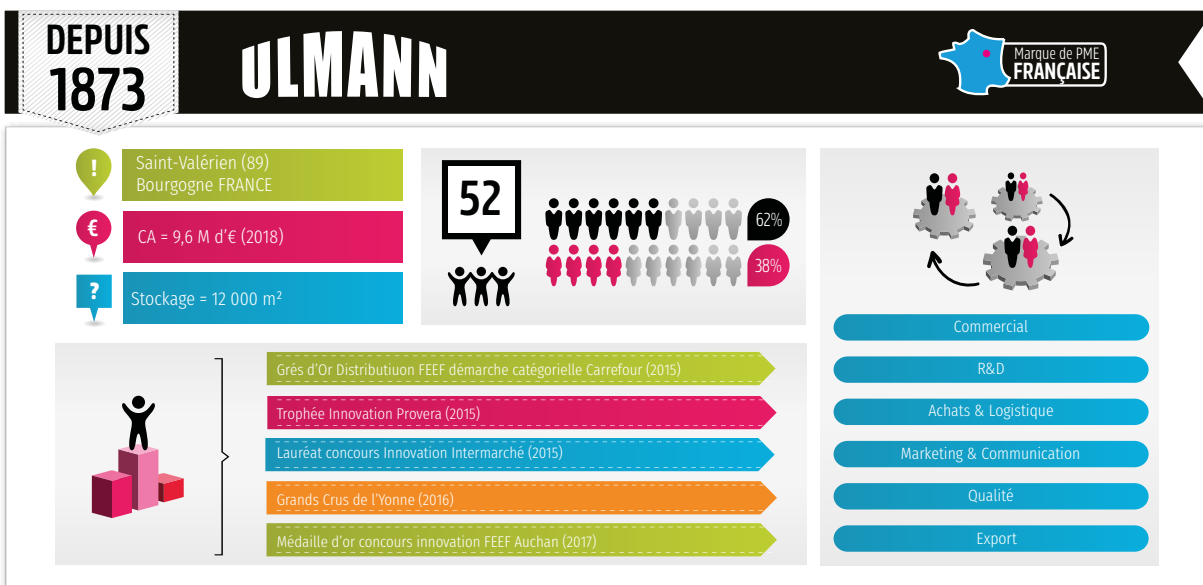 DEPUIS
1873
ULMANN
Marque de PME
FRANÇAISE
!
Saint-Valérien (89)
Bourgogne FRANCE
€
CA = 9,6 M d'€ (2018)
?
Stockage = 12 000 m²
52
62%
38%
Grés d'Or Distributiuon FEEF démarche catégorielle Carrefour (2015)
Trophée Innovation Provera (2015)
Lauréat concours Innovation Intermarché (2015)
Grands Crus de l'Yonne (2016)
Médaille d'or concours innovation FEEF Auchan (2017)
Commercial
R&D
Achats & Logistique
Marketing & Communication
Qualité
Export